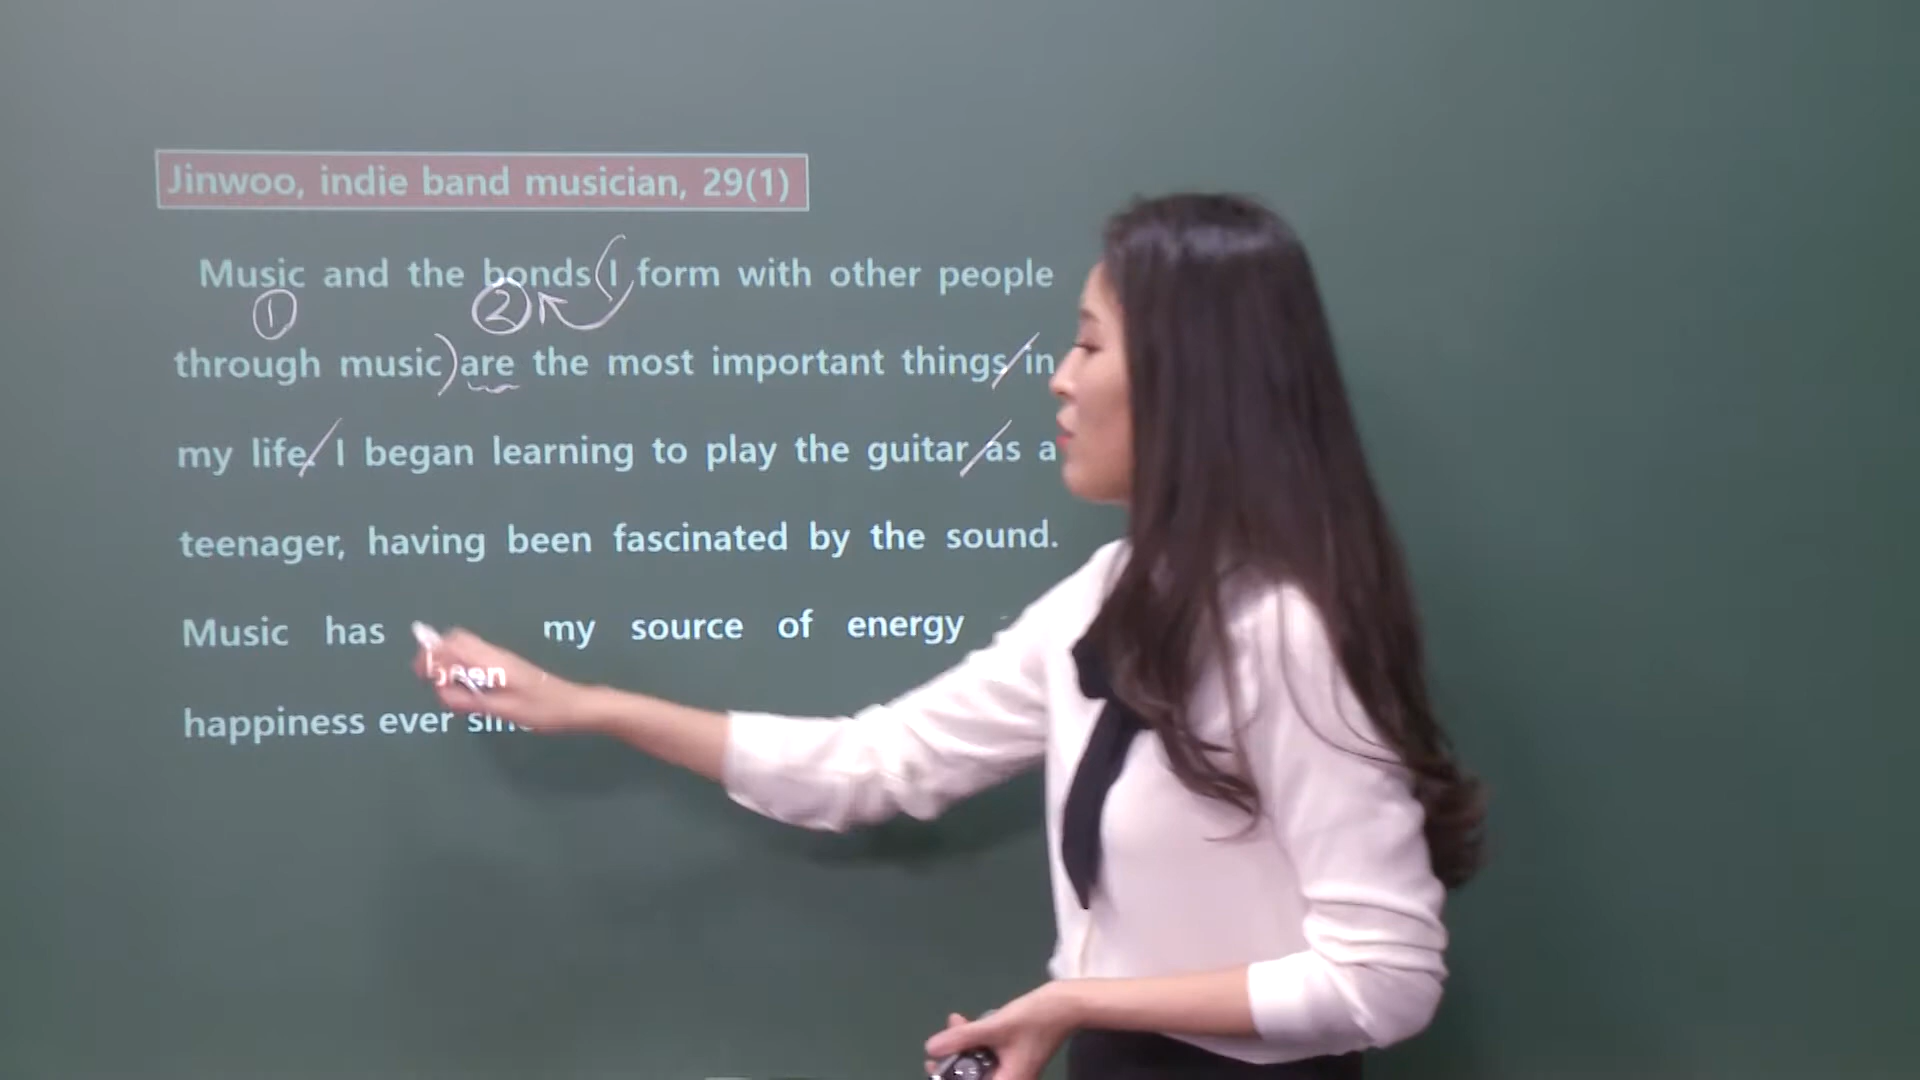 Jinwoo, indie band musician, 29(1)
Music and the bonds (I form with other people
① ②
through music) are the most important things / in
my life. / I began learning to play the guitar / as a
teenager, having been fascinated by the sound.
Music has been my source of energy
happiness ever